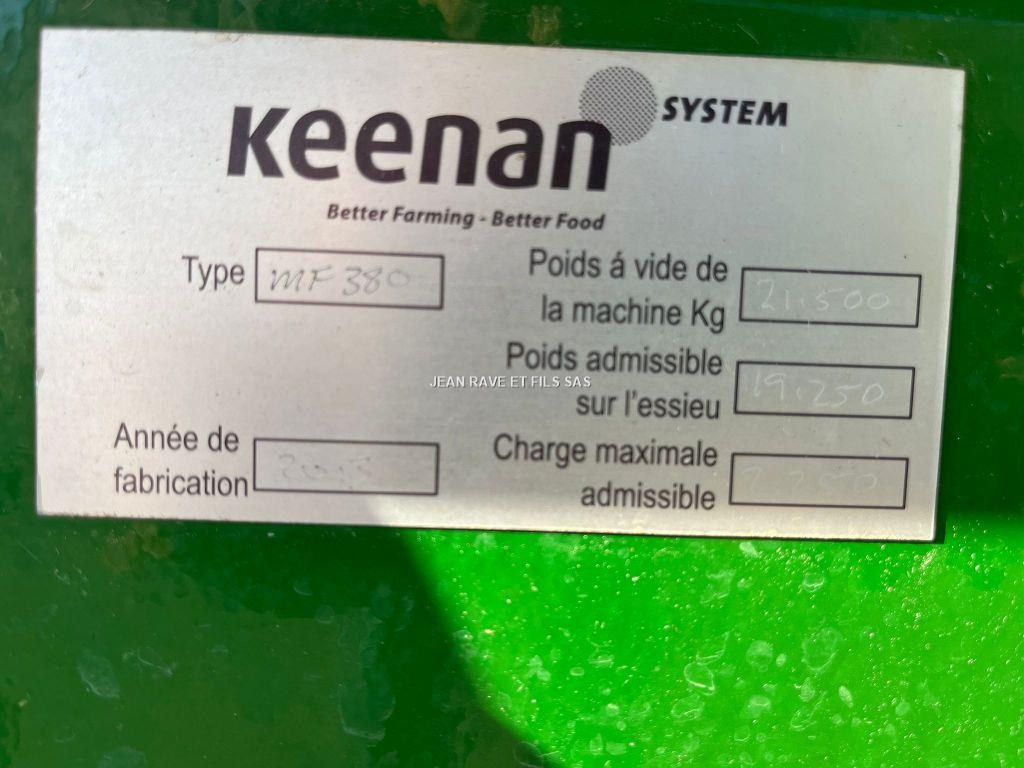 Keenan SYSTEM
Better Farming - Better Food
Type MF 380
Poids á vide de
la machine Kg 21.500
Poids admissible
sur l'essieu 19.250
JEAN RAVE ET FILS SAS
Année de
fabrication
Charge maximale
admissible